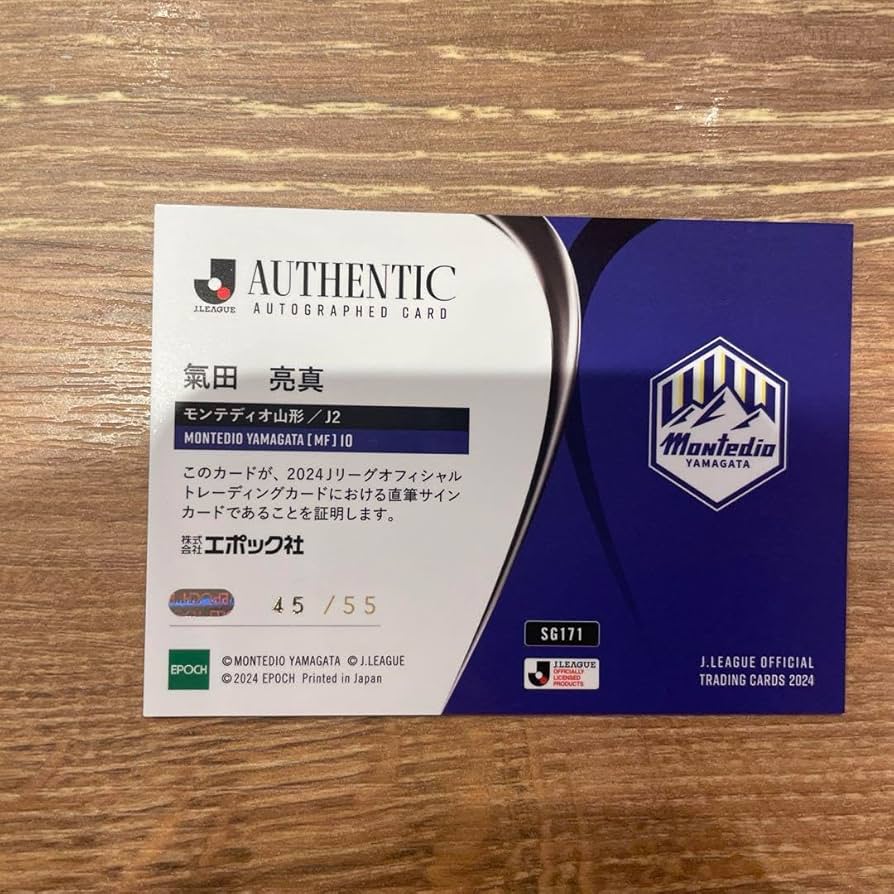 J.LEAGUE
AUTHENTIC
AUTOGRAPHED CARD
氣田 亮真
モンテディオ山形／J2
MONTEDIO YAMAGATA [MF] 10
このカードが、2024Jリーグオフィシャル
トレーディングカードにおける直筆サイン
カードであることを証明します。
株式会社エポック社
45 / 55
EPOCH
©MONTEDIO YAMAGATA ©J.LEAGUE
©2024 EPOCH Printed in Japan
Montedio
YAMAGATA
SG171
J.LEAGUE
OFFICIALLY
LICENSED
PRODUCTS
J.LEAGUE OFFICIAL
TRADING CARDS 2024